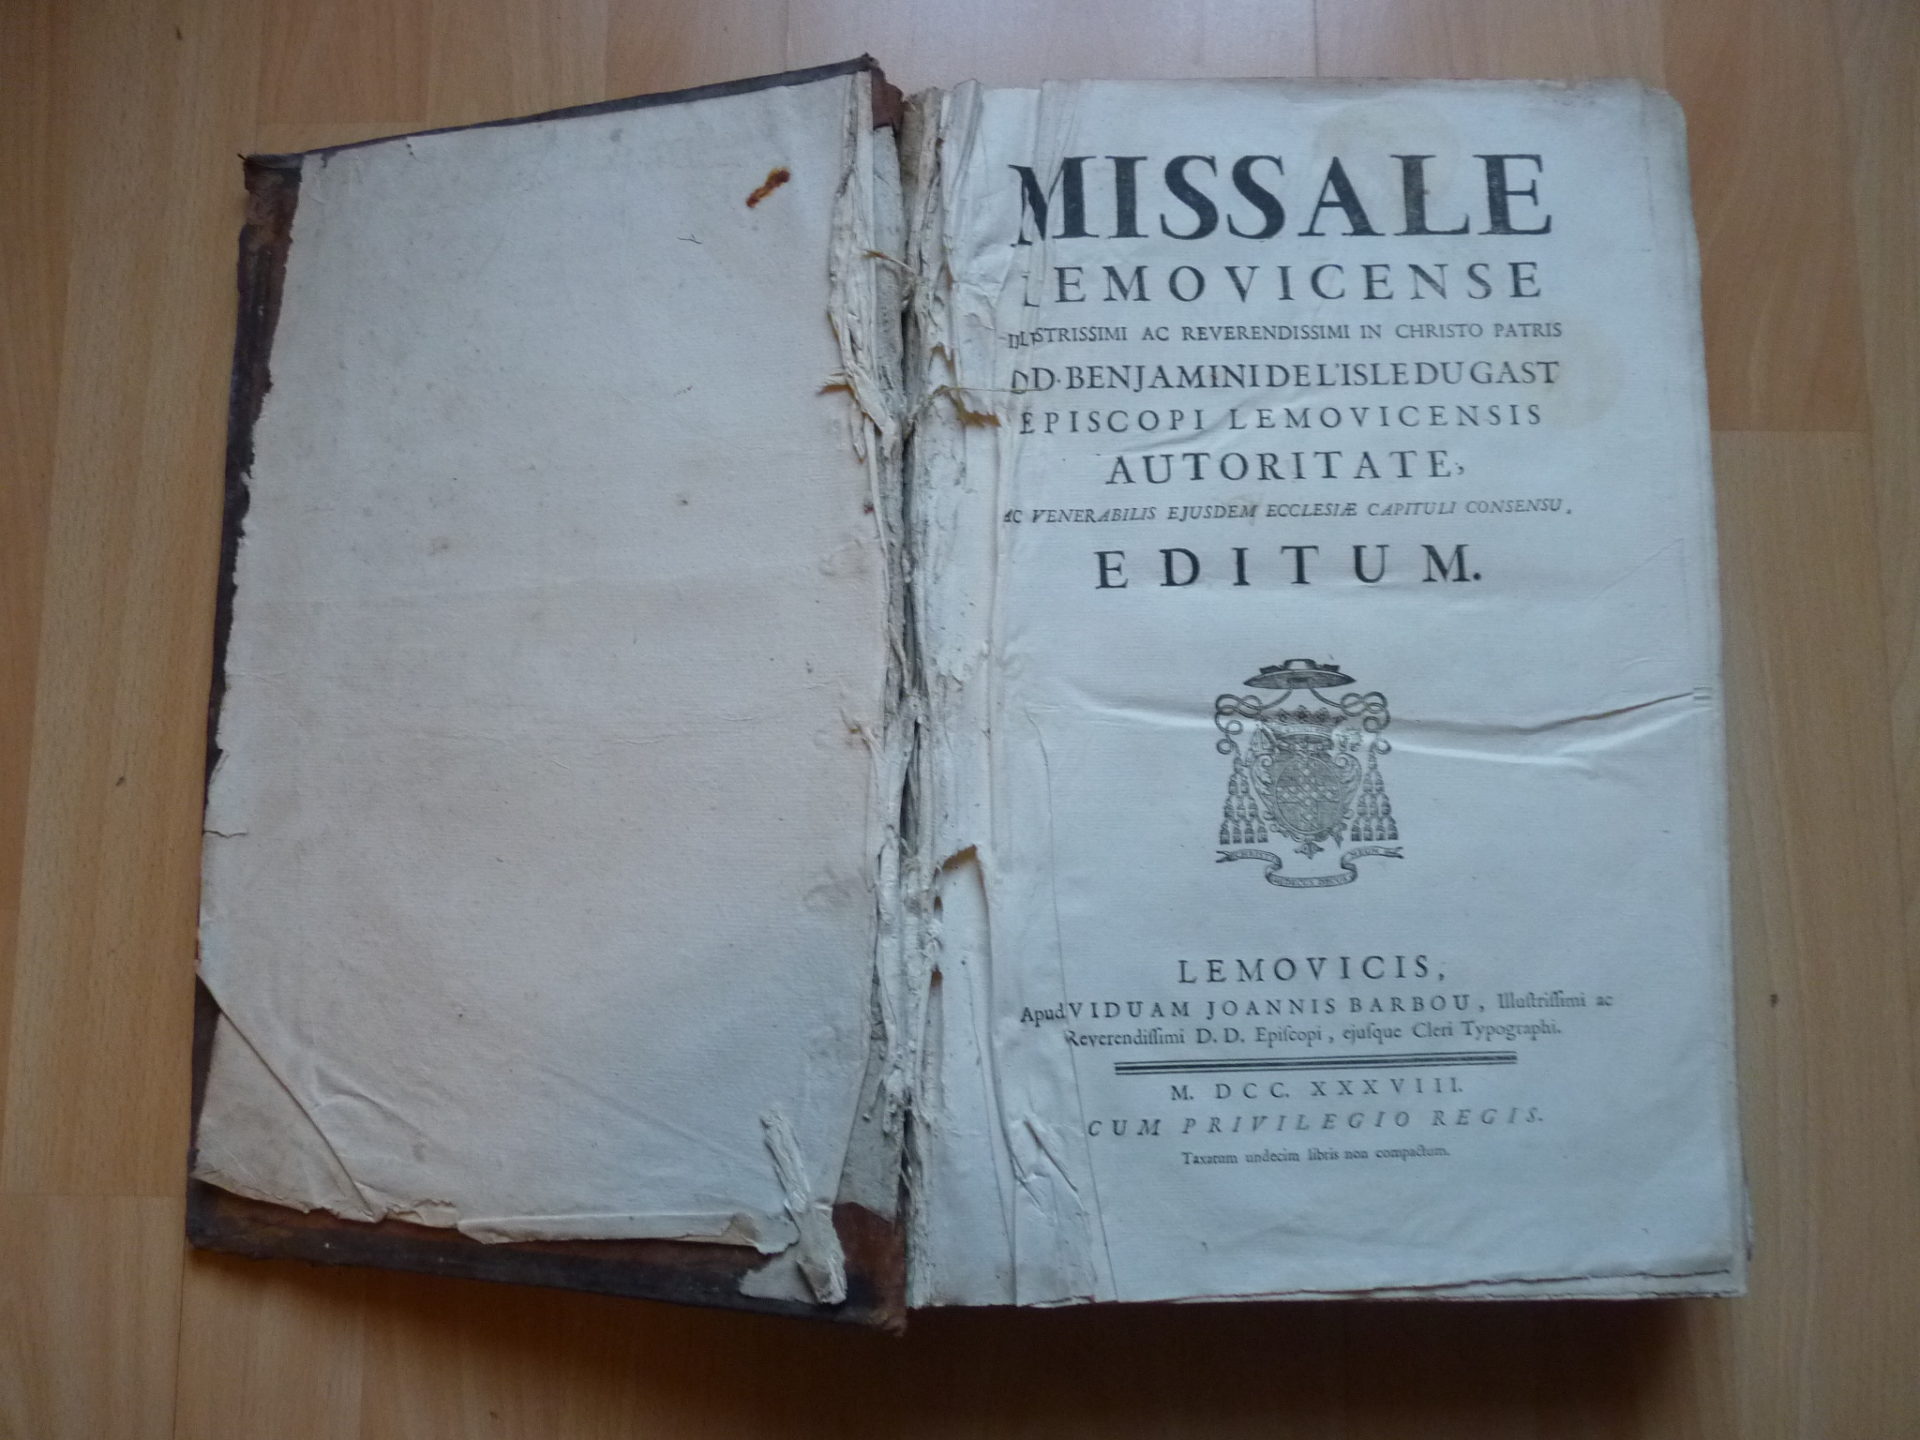 MISSALE
LEMOVICENSE
ILLUSTRISSIMI AC REVERENDISSIMI IN CHRISTO PATRIS
DD. BENJAMINI DE L'ISLE DU GAST
EPISCOPI LEMOVICENSIS
AUTORITATE,
AC VENERABILIS EJUSDEM ECCLESIÆ CAPITULI CONSENSU,
EDITUM.
LEMOVICIS,
Apud VIDUAM JOANNIS BARBOU, Illuſtriſſimi ac
Reverendiſſimi D. D. Epiſcopi, ejuſque Cleri Typographi.
M. DCC. XXXVIII.
CUM PRIVILEGIO REGIS.
Taxatum undecim libris non compactum.